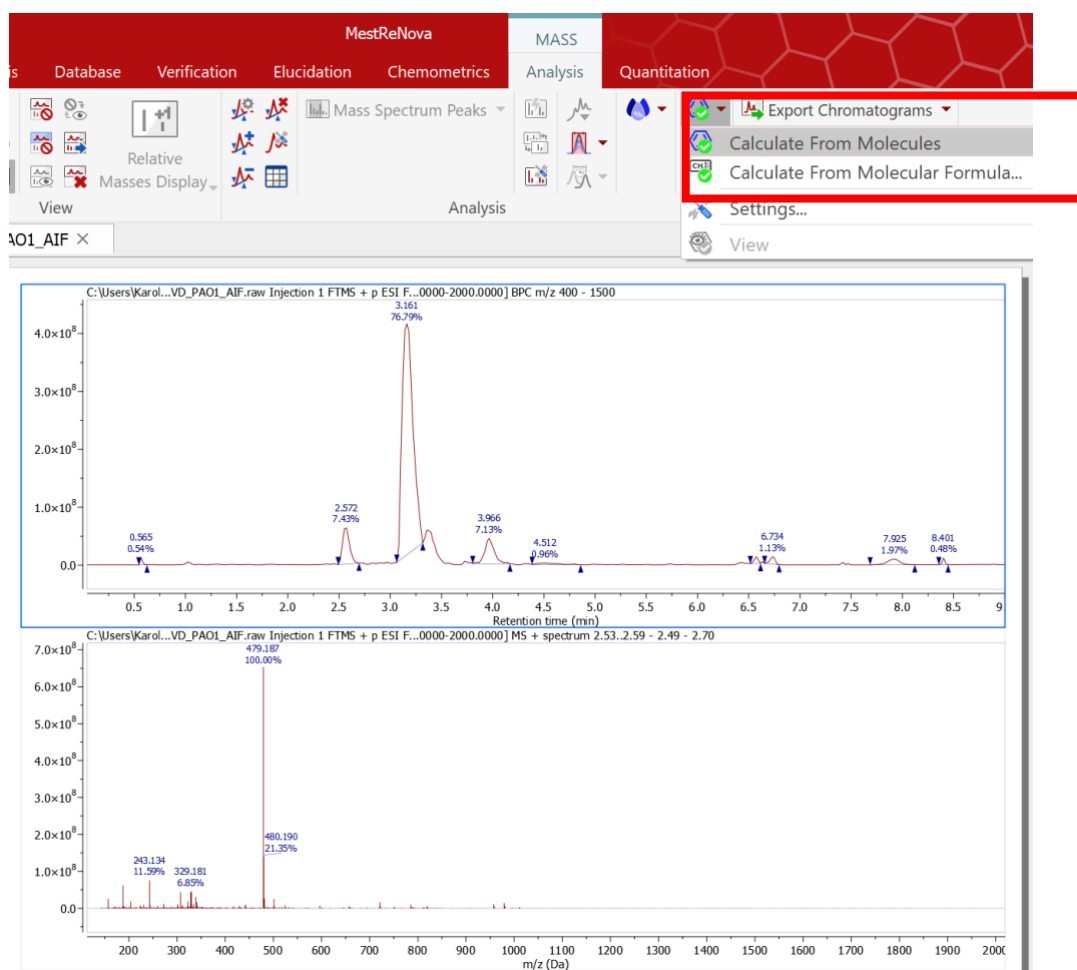 MestReNova
MASS
is Database Verification Elucidation Chemometrics Analysis Quantitation
Mass Spectrum Peaks
Export Chromatograms
Relative
Masses Display
Calculate From Molecules
Calculate From Molecular Formula...
View
Analysis
Settings...
View
AO1_AIF ×
C:\Users\Karol...VD_PAO1_AIF.raw Injection 1 FTMS + p ESI F...0000-2000.0000] BPC m/z 400 - 1500
3.161
76.79%
4.0×10⁸
3.0×10⁸
2.0×10⁸
1.0×10⁸
0.0
0.565
0.54%
2.572
7.43%
3.966
7.13%
4.512
0.96%
6.734
1.13%
7.925
1.97%
8.401
0.48%
0.5 1.0 1.5 2.0 2.5 3.0 3.5 4.0 4.5 5.0 5.5 6.0 6.5 7.0 7.5 8.0 8.5 9
Retention time (min)
C:\Users\Karol...VD_PAO1_AIF.raw Injection 1 FTMS + p ESI F...0000-2000.0000] MS + spectrum 2.53..2.59 - 2.49 - 2.70
479.187
100.00%
7.0×10⁸
6.0×10⁸
5.0×10⁸
4.0×10⁸
3.0×10⁸
2.0×10⁸
1.0×10⁸
0.0
480.190
21.35%
243.134
11.59%
329.181
6.85%
200 300 400 500 600 700 800 900 1000 1100 1200 1300 1400 1500 1600 1700 1800 1900 2000
m/z (Da)